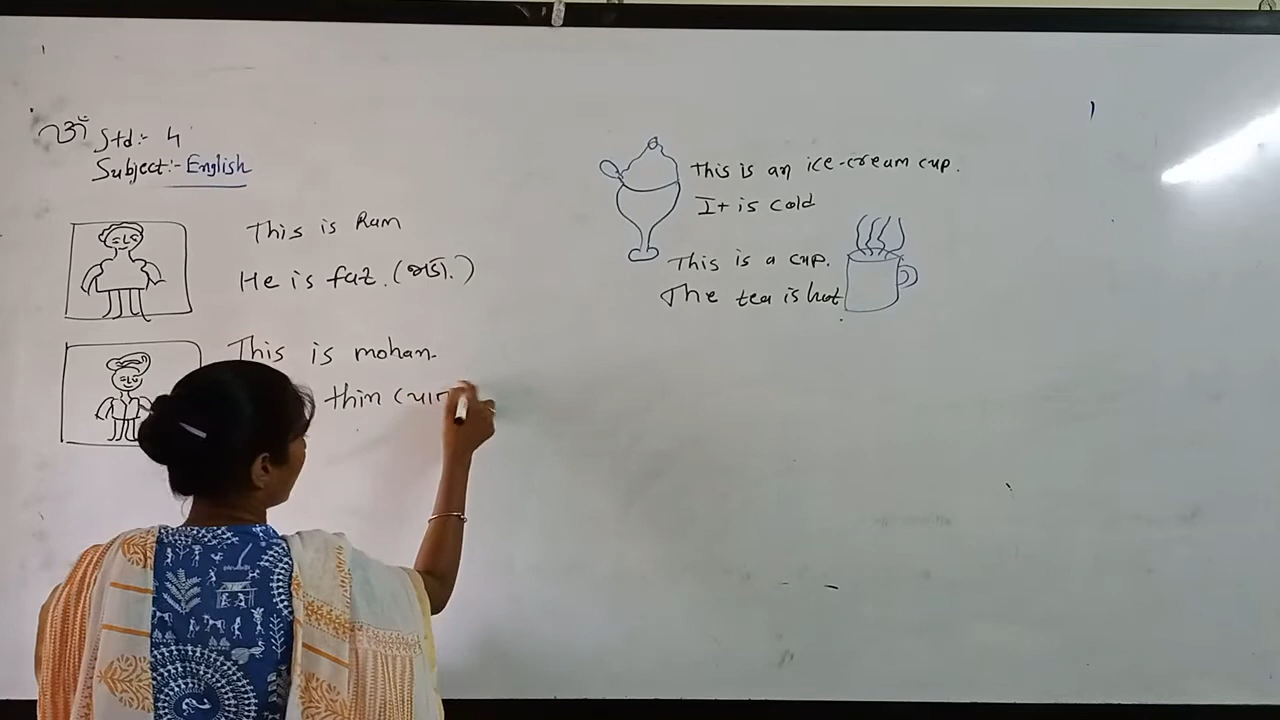 ॐ Std:- 4
Subject:- English
This is Ram
He is fat. (જાડો.)
This is mohan.
thin (પાત
This is an ice-cream cup.
It is cold
This is a cup.
The tea is hot.